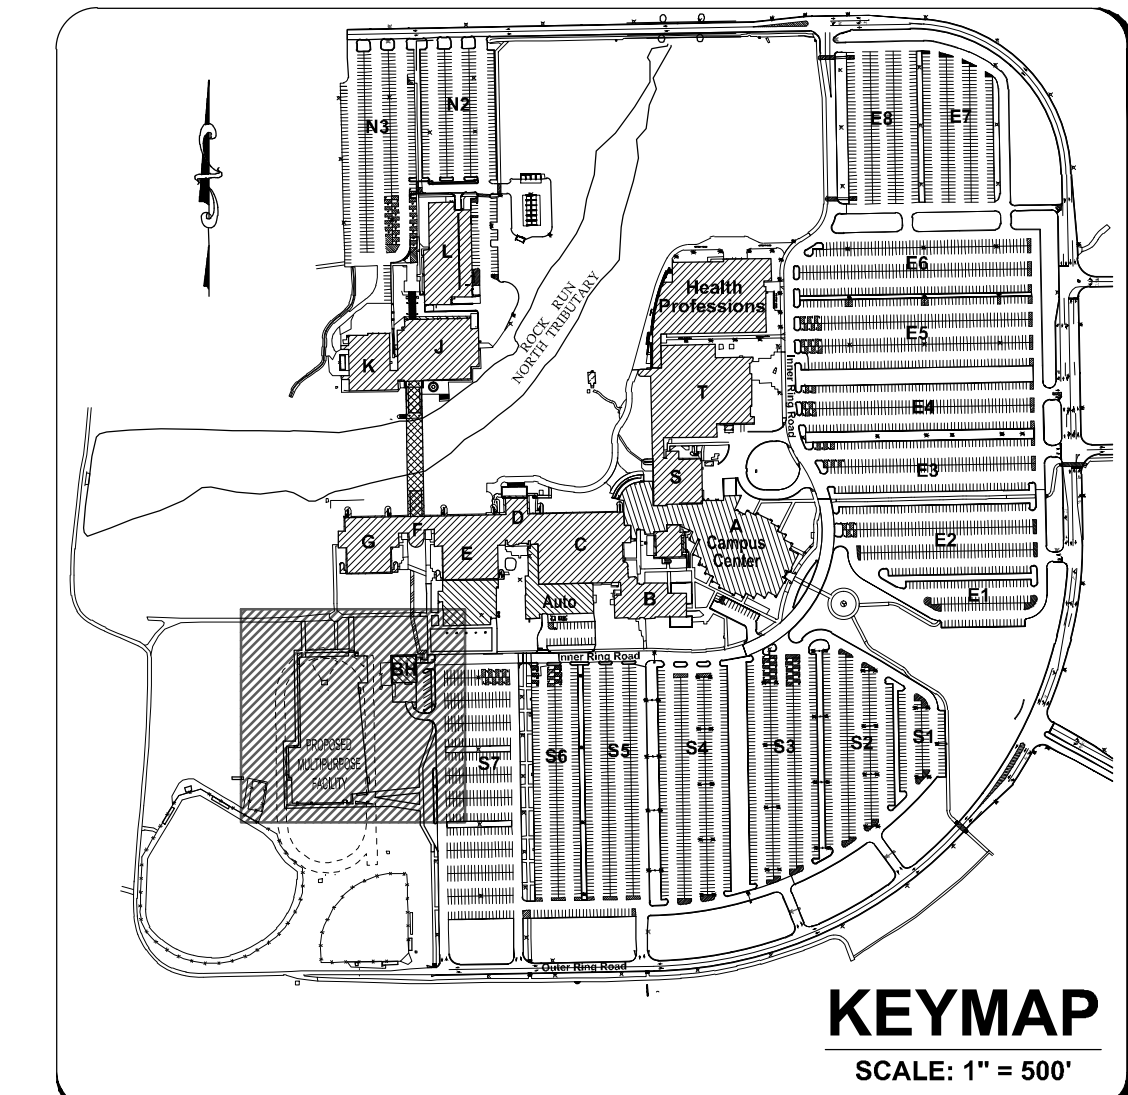 N3
N2
E8
E7
L
E6
Health
Professions
ROCK RUN
NORTH TRIBUTARY
E5
J
K
T
Inner Ring Road
E4
E3
S
D
A
Campus
Center
F
G
E
C
E2
Auto
B
E1
Inner Ring Road
BH
PROPOSED
MULTIPURPOSE
FACILITY
S7
S6
S5
S4
S3
S2
S1
Outer Ring Road
KEYMAP
SCALE: 1" = 500'